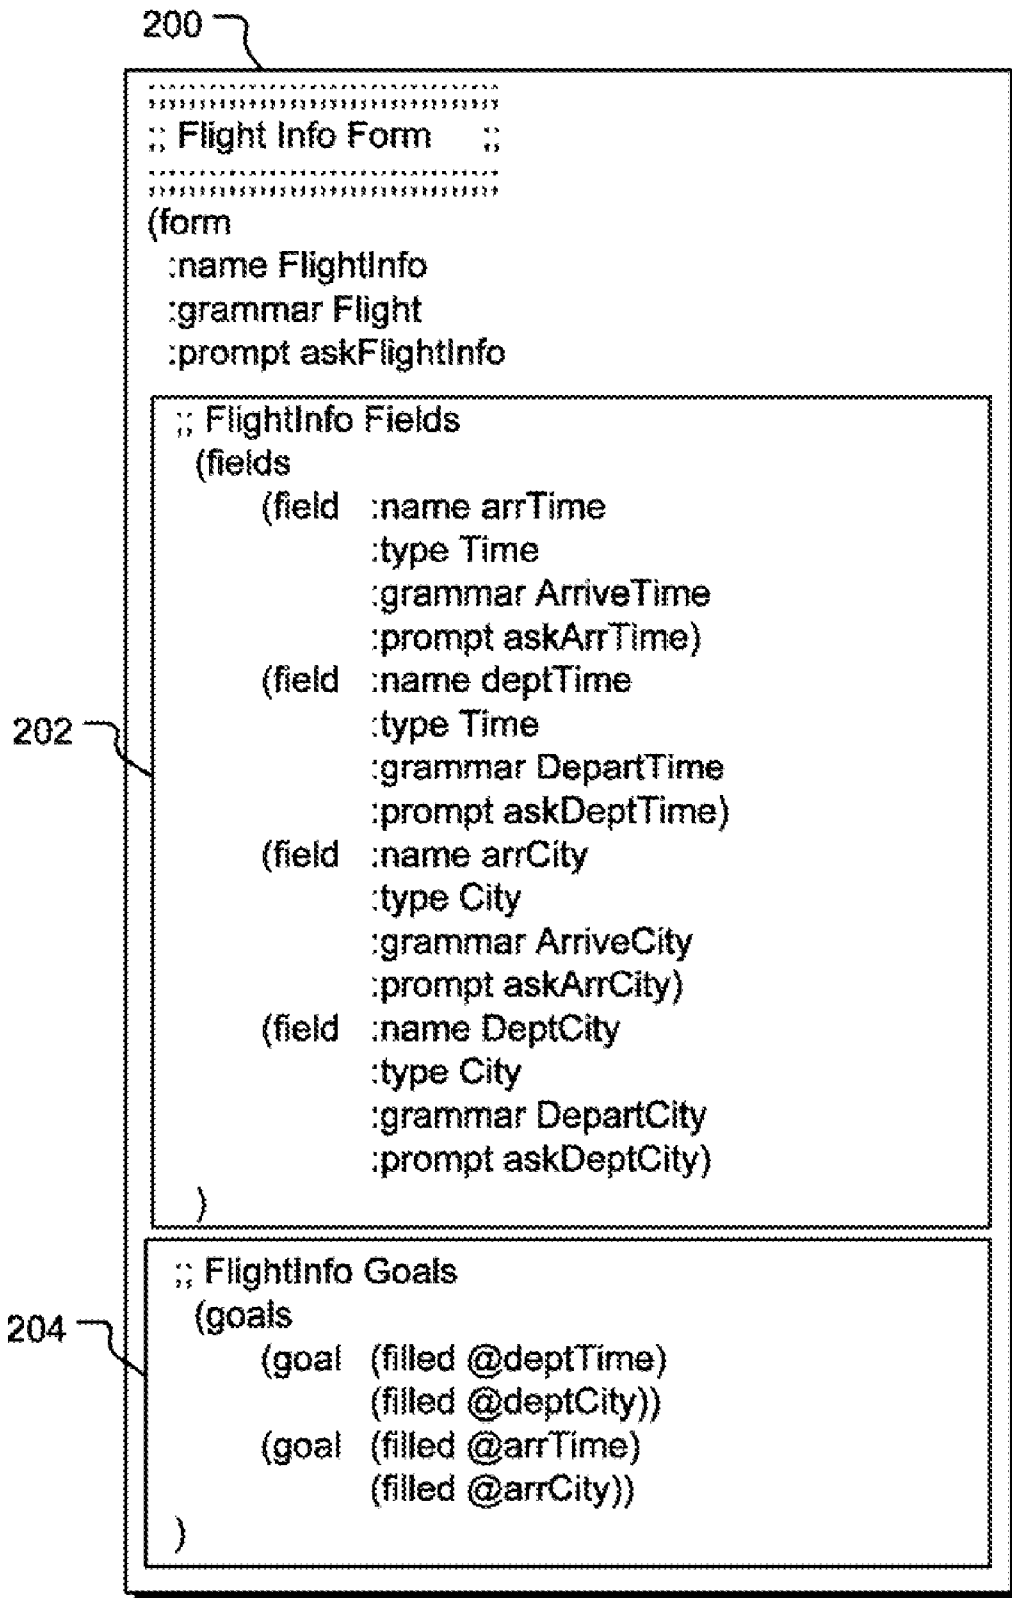 200
;;;;;;;;;;;;;;;;;;;;;;;;;;;;;;;;;;
;; Flight Info Form ;;
;;;;;;;;;;;;;;;;;;;;;;;;;;;;;;;;;;
(form
:name FlightInfo
:grammar Flight
:prompt askFlightInfo
;; FlightInfo Fields
(fields
(field :name arrTime
:type Time
:grammar ArriveTime
:prompt askArrTime)
(field :name deptTime
202
:type Time
:grammar DepartTime
:prompt askDeptTime)
(field :name arrCity
:type City
:grammar ArriveCity
:prompt askArrCity)
(field :name DeptCity
:type City
:grammar DepartCity
:prompt askDeptCity)
)
;; FlightInfo Goals
(goals
204
(goal (filled @deptTime)
(filled @deptCity))
(goal (filled @arrTime)
(filled @arrCity))
)